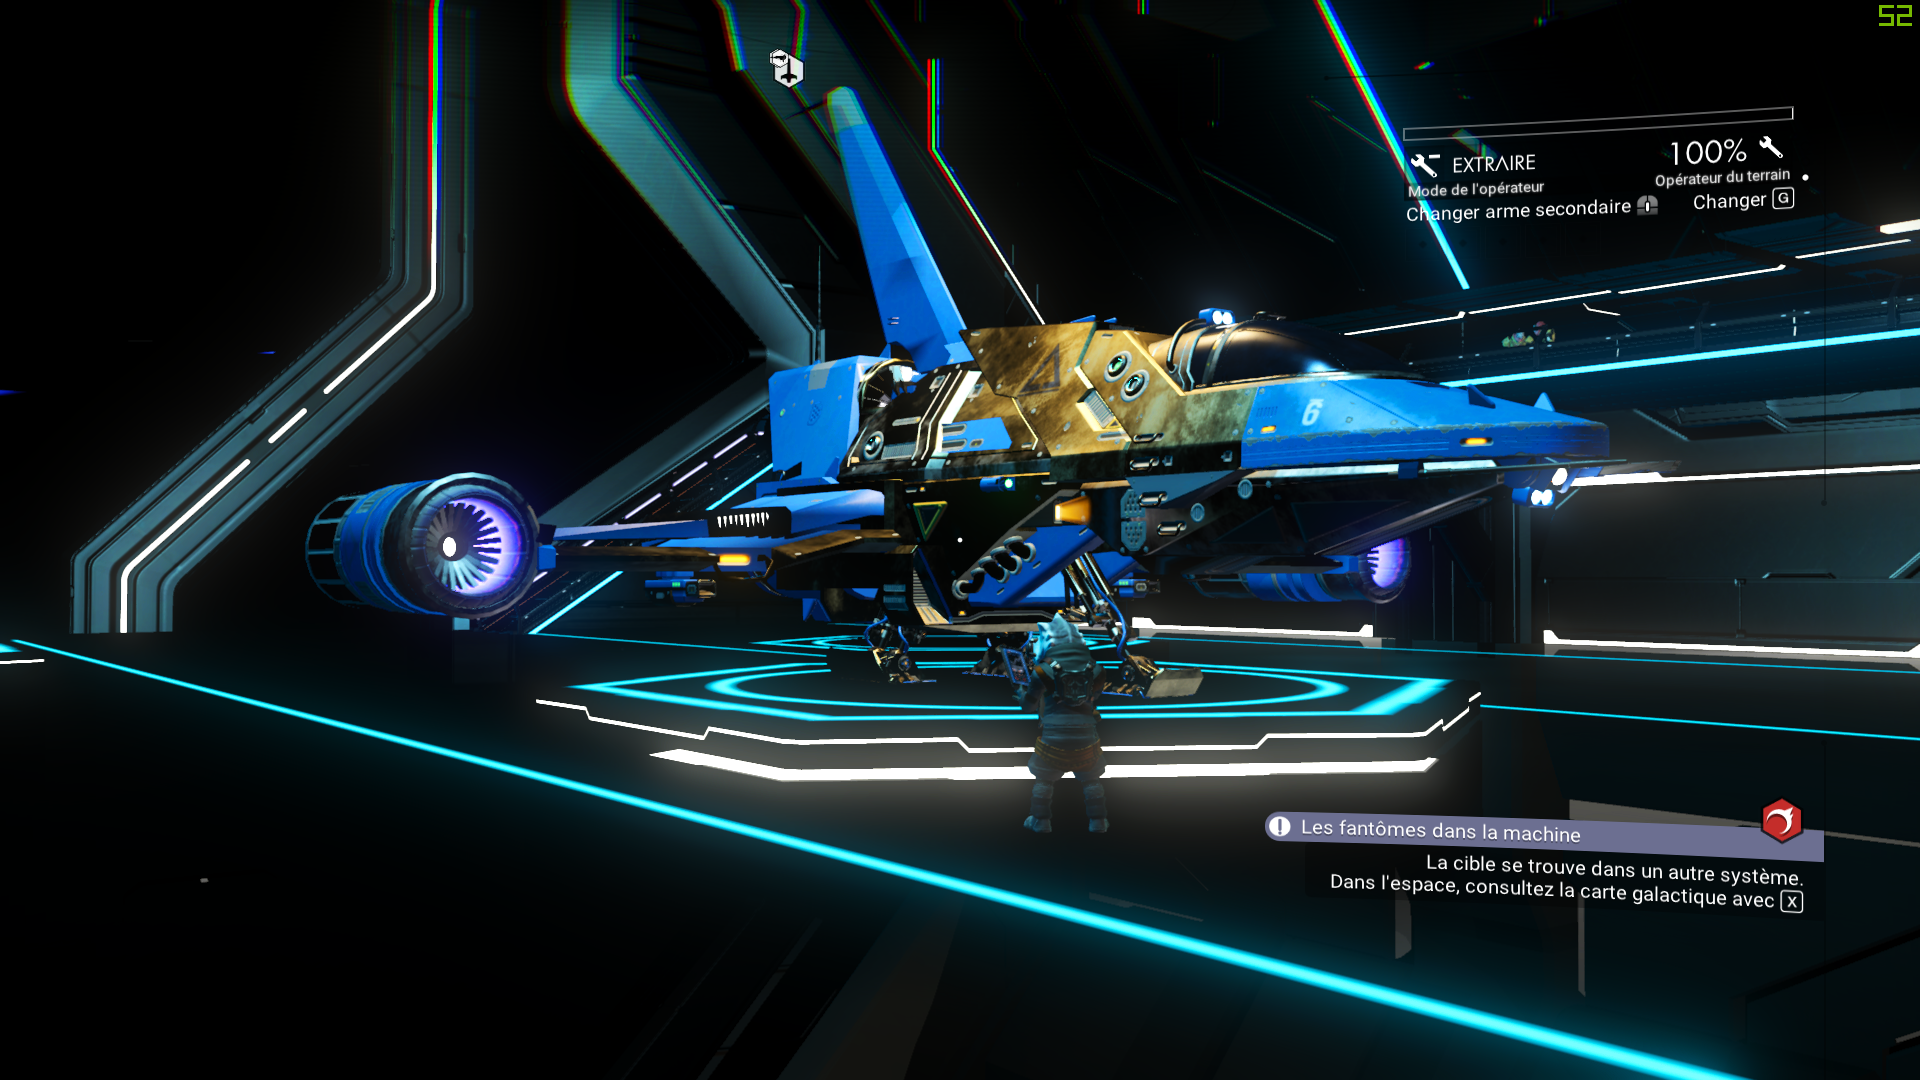 52
EXTRAIRE
100%
Mode de l'opérateur
Opérateur du terrain
Changer arme secondaire
Changer G
6
Les fantômes dans la machine
La cible se trouve dans un autre système.
Dans l'espace, consultez la carte galactique avec X